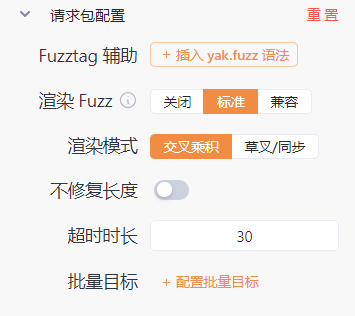 请求包配置 重置
Fuzztag 辅助 + 插入 yak.fuzz 语法
渲染 Fuzz 关闭 标准 兼容
渲染模式 交叉乘积 草叉/同步
不修复长度
超时时长 30
批量目标 + 配置批量目标